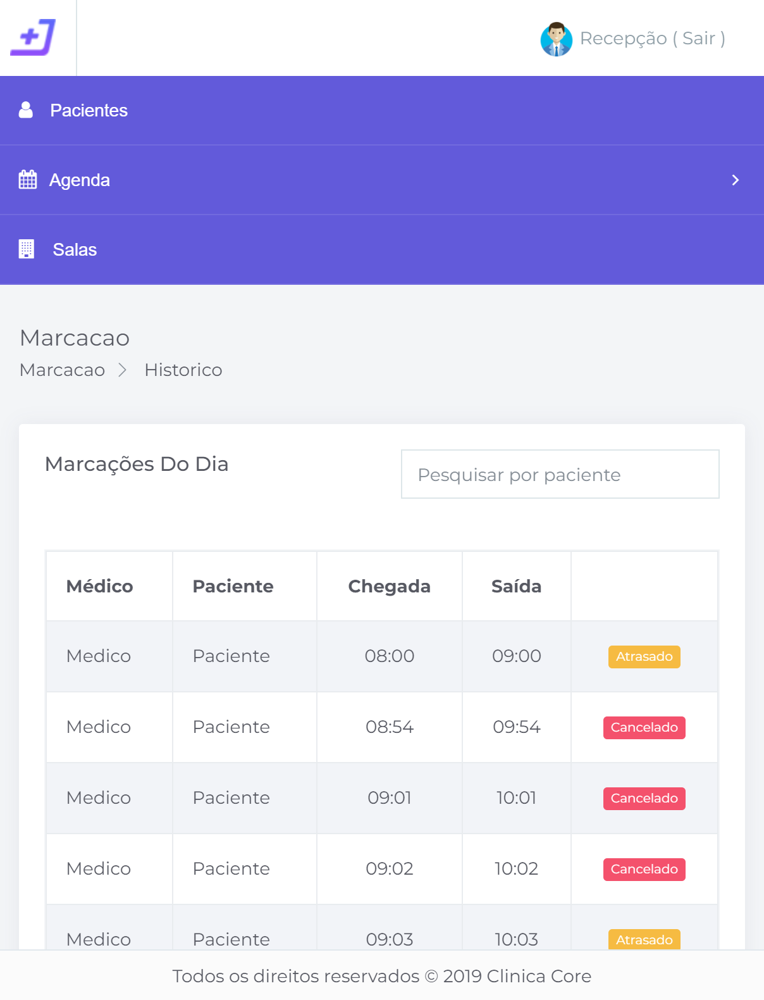 Recepção ( Sair )
Pacientes
Agenda
Salas
Marcacao
Marcacao > Historico
Marcações Do Dia
Pesquisar por paciente
Médico Paciente Chegada Saída
Medico Paciente 08:00 09:00 Atrasado
Medico Paciente 08:54 09:54 Cancelado
Medico Paciente 09:01 10:01 Cancelado
Medico Paciente 09:02 10:02 Cancelado
Medico Paciente 09:03 10:03 Atrasado
Todos os direitos reservados © 2019 Clinica Core